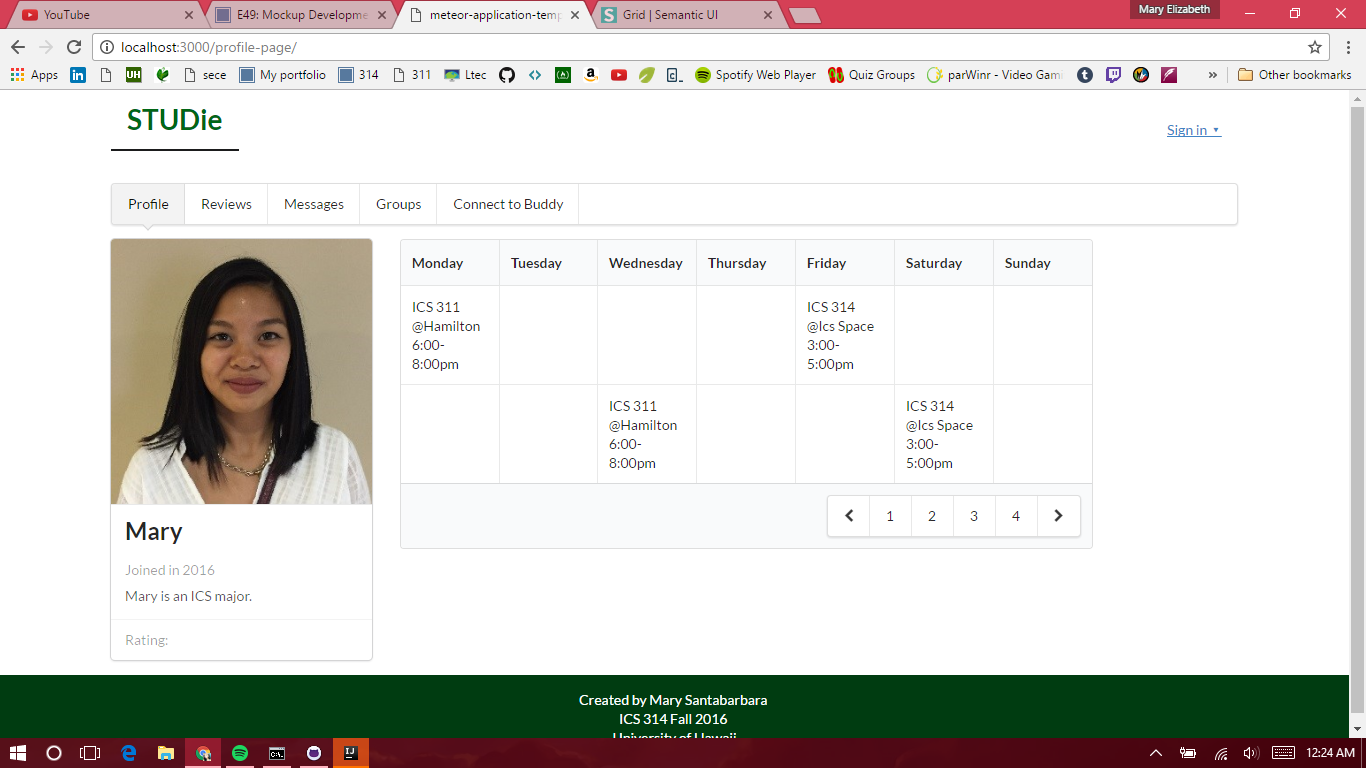 YouTube
E49: Mockup Developme
meteor-application-temp
Grid | Semantic UI
Mary Elizabeth
localhost:3000/profile-page/
Apps
UH
sece
My portfolio
314
311
Ltec
Spotify Web Player
Quiz Groups
parWinr - Video Gam
Other bookmarks
STUDie
Sign in
Profile Reviews Messages Groups Connect to Buddy
Monday Tuesday Wednesday Thursday Friday Saturday Sunday
ICS 311
@Hamilton
6:00-
8:00pm
ICS 314
@Ics Space
3:00-
5:00pm
ICS 311
@Hamilton
6:00-
8:00pm
ICS 314
@Ics Space
3:00-
5:00pm
1 2 3 4
Mary
Joined in 2016
Mary is an ICS major.
Rating:
Created by Mary Santabarbara
ICS 314 Fall 2016
University of Hawaii
12:24 AM